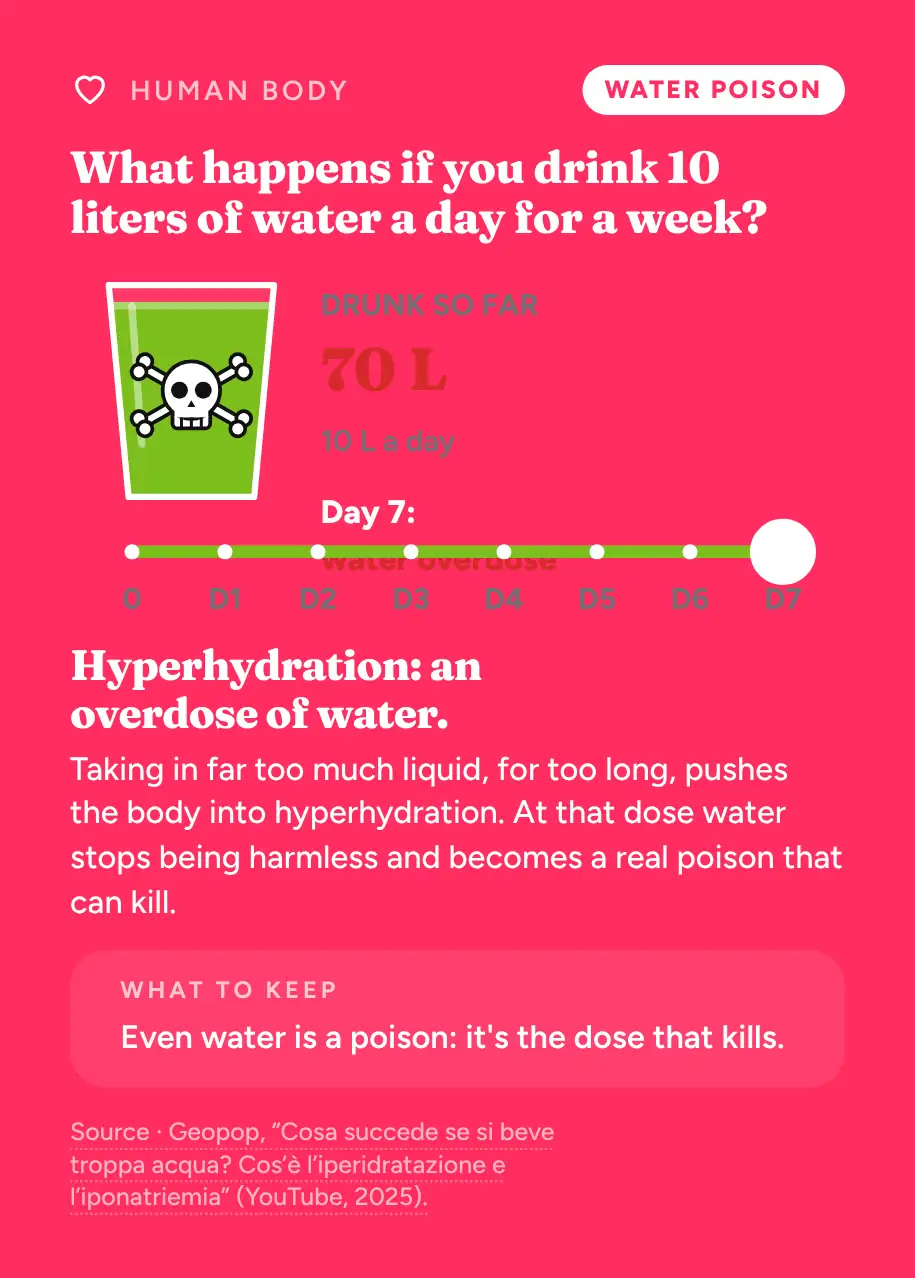 HUMAN BODY
WATER POISON
What happens if you drink 10
liters of water a day for a week?
DRUNK SO FAR
70 L
10 L a day
Day 7:
water overdose
0 D1 D2 D3 D4 D5 D6 D7
Hyperhydration: an
overdose of water.
Taking in far too much liquid, for too long, pushes
the body into hyperhydration. At that dose water
stops being harmless and becomes a real poison that
can kill.
WHAT TO KEEP
Even water is a poison: it's the dose that kills.
Source · Geopop, “Cosa succede se si beve
troppa acqua? Cos’è l’iperidratazione e
l’iponatriemia” (YouTube, 2025).